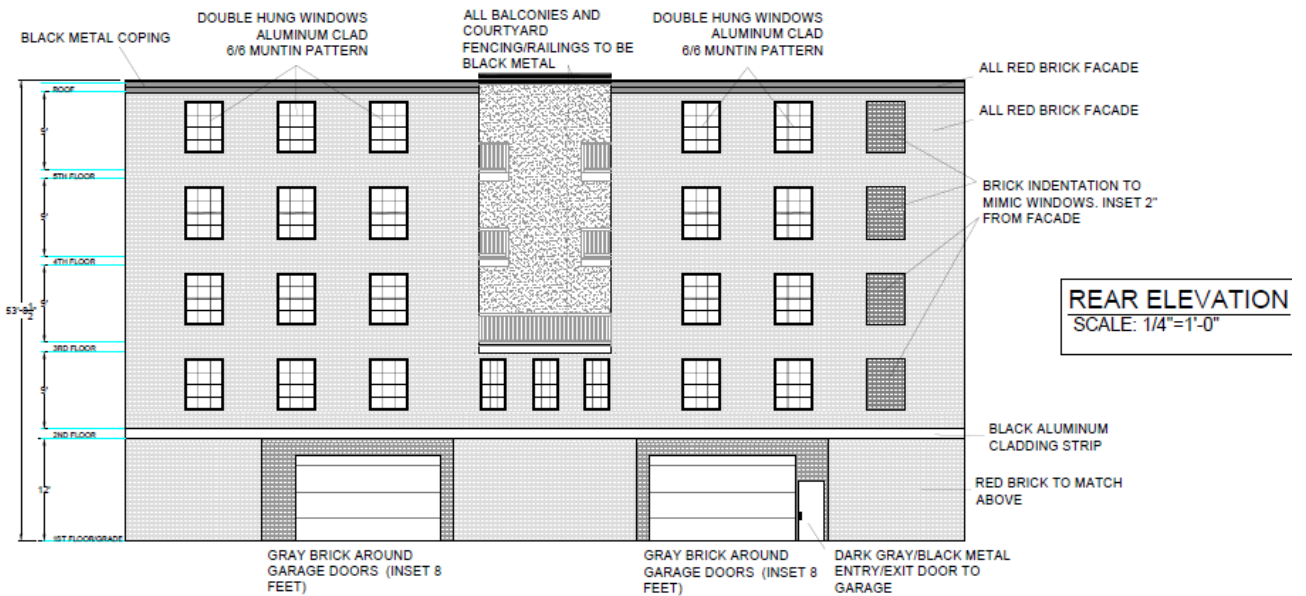 DOUBLE HUNG WINDOWS
ALUMINUM CLAD
6/6 MUNTIN PATTERN
ALL BALCONIES AND
COURTYARD
FENCING/RAILINGS TO BE
BLACK METAL
DOUBLE HUNG WINDOWS
ALUMINUM CLAD
6/6 MUNTIN PATTERN
BLACK METAL COPING
ALL RED BRICK FACADE
ROOF
ALL RED BRICK FACADE
9'
5TH FLOOR
BRICK INDENTATION TO
MIMIC WINDOWS. INSET 2"
FROM FACADE
9'
4TH FLOOR
9'
REAR ELEVATION
SCALE: 1/4"=1'-0"
3RD FLOOR
9'
2ND FLOOR
BLACK ALUMINUM
CLADDING STRIP
12'
RED BRICK TO MATCH
ABOVE
1ST FLOOR/GRADE
GRAY BRICK AROUND
GARAGE DOORS (INSET 8
FEET)
GRAY BRICK AROUND
GARAGE DOORS (INSET 8
FEET)
DARK GRAY/BLACK METAL
ENTRY/EXIT DOOR TO
GARAGE